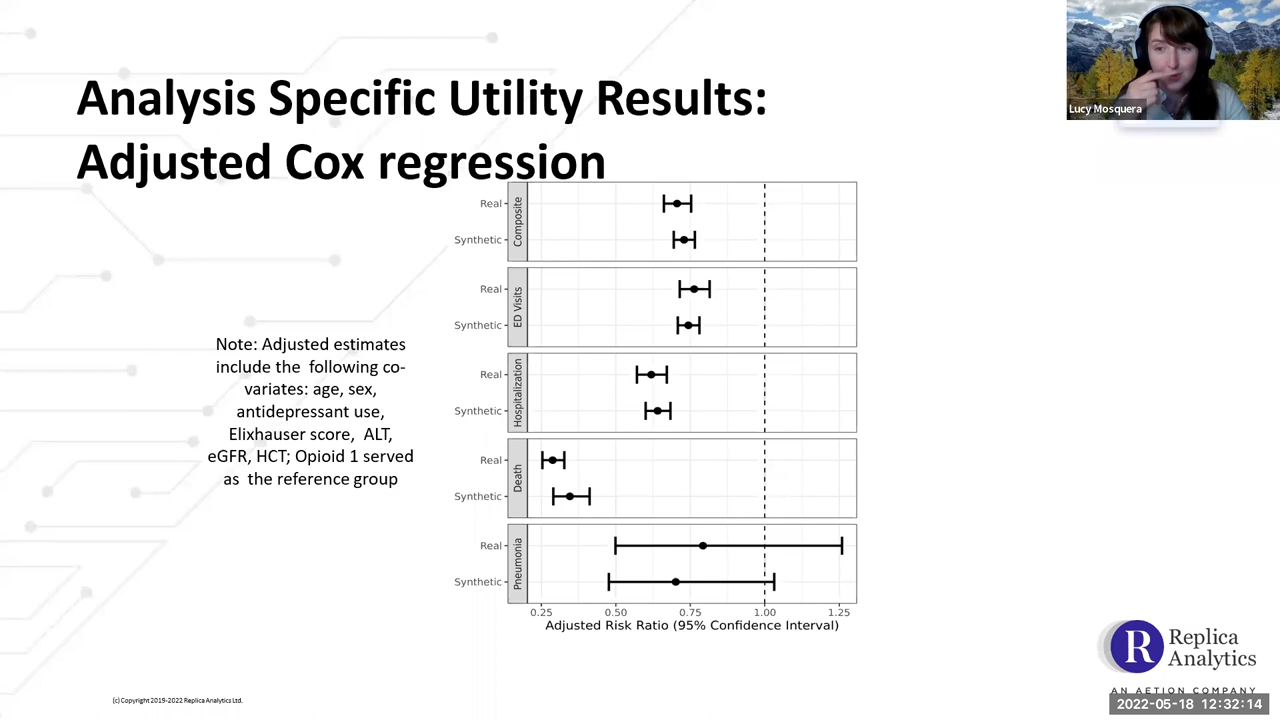 Analysis Specific Utility Results:
Adjusted Cox regression
Lucy Mosquera
Note: Adjusted estimates
include the following co-
variates: age, sex,
antidepressant use,
Elixhauser score, ALT,
eGFR, HCT; Opioid 1 served
as the reference group
Composite
Real
Synthetic
ED Visits
Real
Synthetic
Hospitalization
Real
Synthetic
Death
Real
Synthetic
Pneumonia
Real
Synthetic
0.25 0.50 0.75 1.00 1.25
Adjusted Risk Ratio (95% Confidence Interval)
R
Replica
Analytics
AN AETION COMPANY
(c) Copyright 2019-2022 Replica Analytics Ltd.
2022-05-18 12:32:14